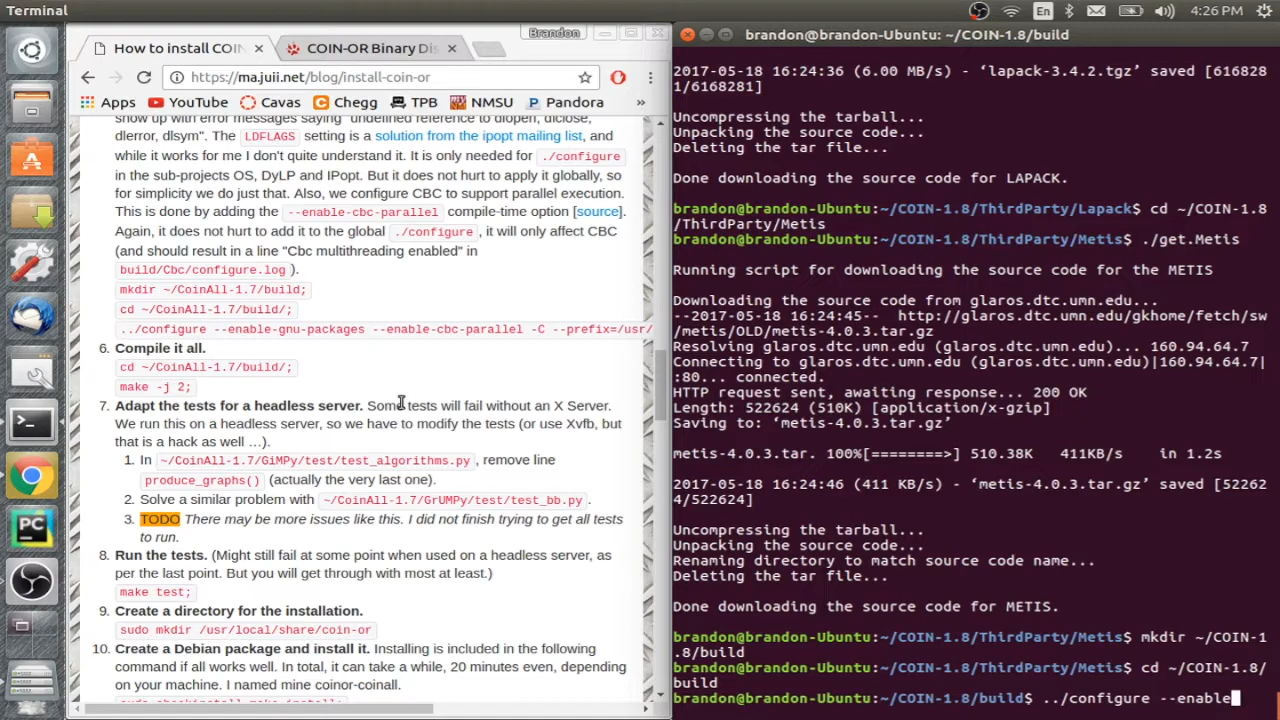 Terminal
En
4:26 PM
Brandon
How to install COIN
COIN-OR Binary Dis
https://ma.juii.net/blog/install-coin-or
Apps
YouTube
Cavas
Chegg
TPB
NMSU
Pandora
»
show up with error messages saying "undefined reference to dlopen, dlclose,
dlerror, dlsym". The LDFLAGS setting is a solution from the ipopt mailing list, and
while it works for me I don't quite understand it. It is only needed for ./configure
in the sub-projects OS, DyLP and IPopt. But it does not hurt to apply it globally, so
for simplicity we do just that. Also, we configure CBC to support parallel execution.
This is done by adding the --enable-cbc-parallel compile-time option [source].
Again, it does not hurt to add it to the global ./configure, it will only affect CBC
(and should result in a line "Cbc multithreading enabled" in
build/Cbc/configure.log ).
mkdir ~/CoinAll-1.7/build;
cd ~/CoinAll-1.7/build/;
../configure --enable-gnu-packages --enable-cbc-parallel -C --prefix=/usr/
6. Compile it all.
cd ~/CoinAll-1.7/build/;
make -j 2;
7. Adapt the tests for a headless server. Some tests will fail without an X Server.
We run this on a headless server, so we have to modify the tests (or use Xvfb, but
that is a hack as well …).
1. In ~/CoinAll-1.7/GiMPy/test/test_algorithms.py, remove line
produce_graphs() (actually the very last one).
2. Solve a similar problem with ~/CoinAll-1.7/GrUMPy/test/test_bb.py.
3. TODO There may be more issues like this. I did not finish trying to get all tests
to run.
8. Run the tests. (Might still fail at some point when used on a headless server, as
per the last point. But you will get through with most at least.)
make test;
9. Create a directory for the installation.
sudo mkdir /usr/local/share/coin-or
10. Create a Debian package and install it. Installing is included in the following
command if all works well. In total, it can take a while, 20 minutes even, depending
on your machine. I named mine coinor-coinall.
sudo checkinstall make install;
brandon@brandon-Ubuntu: ~/COIN-1.8/build
2017-05-18 16:24:36 (6.00 MB/s) - ‘lapack-3.4.2.tgz’ saved [616828
1/6168281]
Uncompressing the tarball...
Unpacking the source code...
Deleting the tar file...
Done downloading the source code for LAPACK.
brandon@brandon-Ubuntu:~/COIN-1.8/ThirdParty/Lapack$ cd ~/COIN-1.8
/ThirdParty/Metis
brandon@brandon-Ubuntu:~/COIN-1.8/ThirdParty/Metis$ ./get.Metis
Running script for downloading the source code for the METIS
Downloading the source code from glaros.dtc.umn.edu...
--2017-05-18 16:24:45-- http://glaros.dtc.umn.edu/gkhome/fetch/sw
/metis/OLD/metis-4.0.3.tar.gz
Resolving glaros.dtc.umn.edu (glaros.dtc.umn.edu)... 160.94.64.7
Connecting to glaros.dtc.umn.edu (glaros.dtc.umn.edu)|160.94.64.7|
:80... connected.
HTTP request sent, awaiting response... 200 OK
Length: 522624 (510K) [application/x-gzip]
Saving to: ‘metis-4.0.3.tar.gz’
metis-4.0.3.tar. 100%[========>] 510.38K 411KB/s in 1.2s
2017-05-18 16:24:46 (411 KB/s) - ‘metis-4.0.3.tar.gz’ saved [52262
4/522624]
Uncompressing the tarball...
Unpacking the source code...
Renaming directory to match source code name...
Deleting the tar file...
Done downloading the source code for METIS.
brandon@brandon-Ubuntu:~/COIN-1.8/ThirdParty/Metis$ mkdir ~/COIN-1
.8/build
brandon@brandon-Ubuntu:~/COIN-1.8/ThirdParty/Metis$ cd ~/COIN-1.8/
build
brandon@brandon-Ubuntu:~/COIN-1.8/build$ ../configure --enable